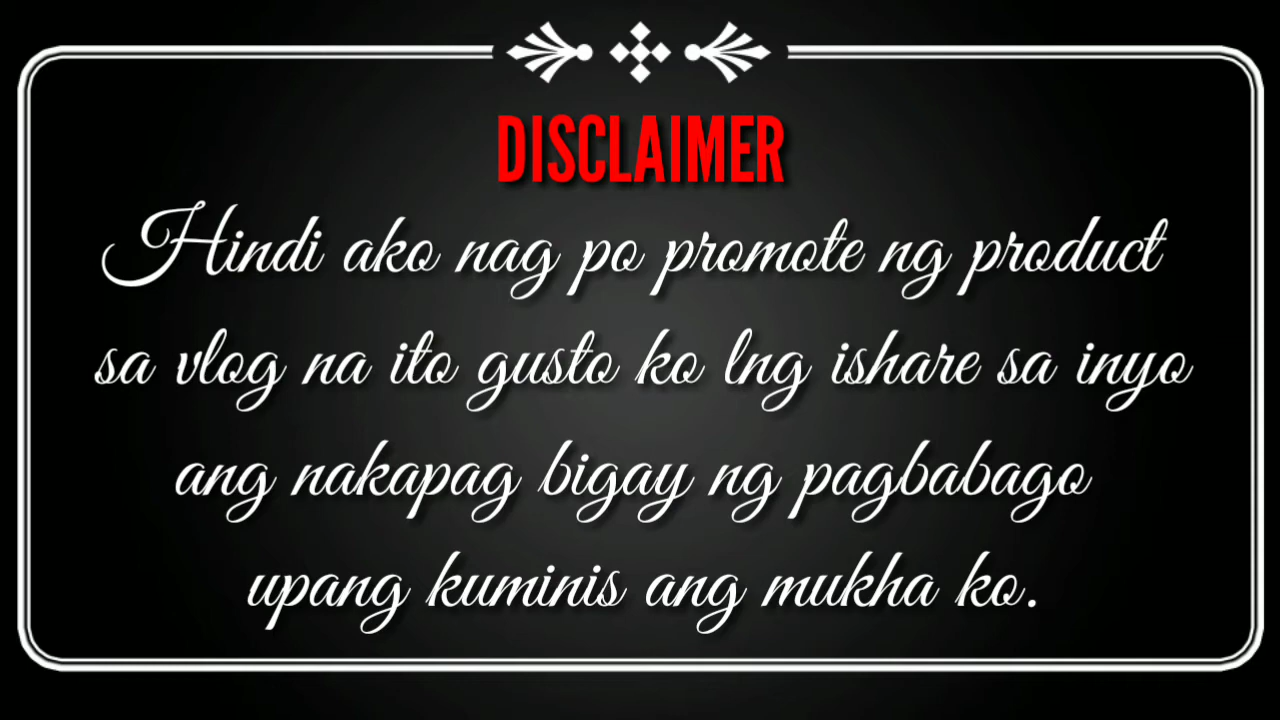 DISCLAIMER
Hindi ako nag po promote ng product
sa vlog na ito gusto ko lng ishare sa inyo
ang nakapag bigay ng pagbabago
upang kuminis ang mukha ko.